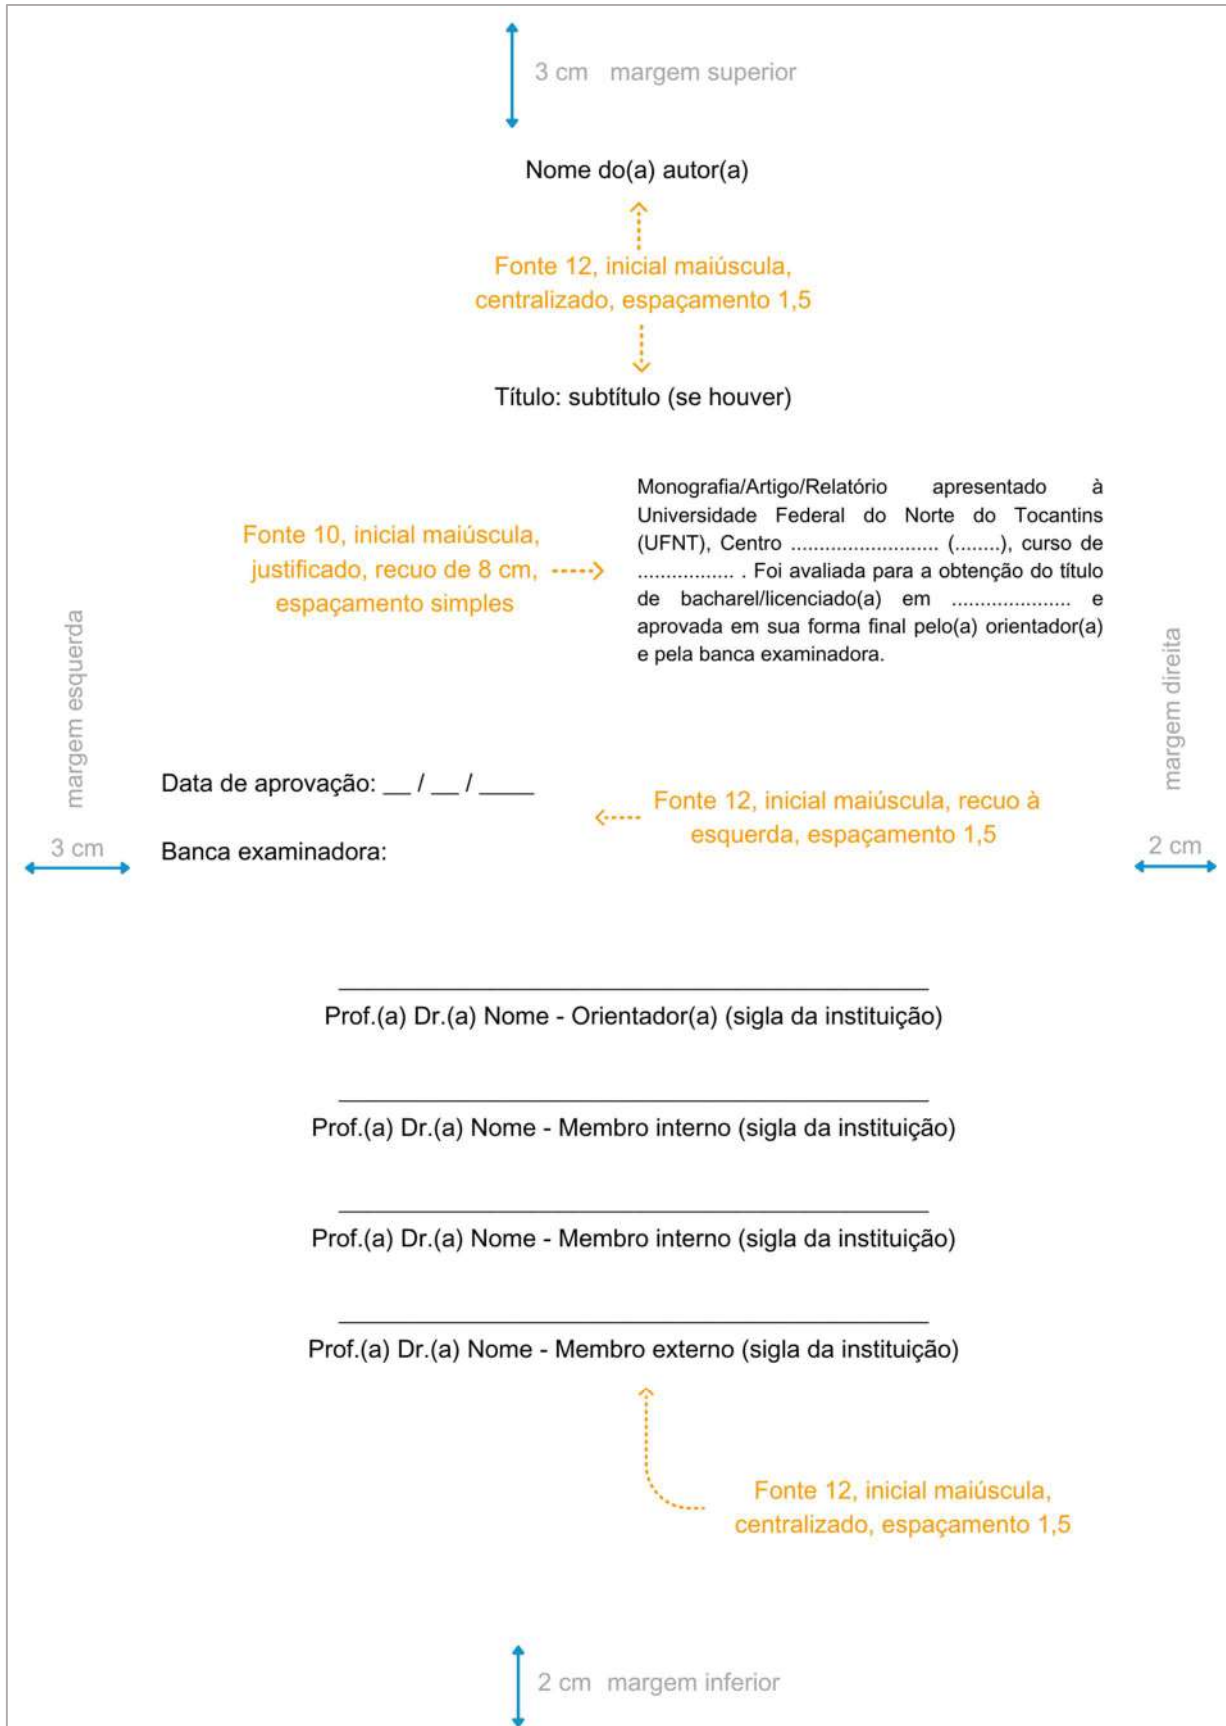 3 cm margem superior
Nome do(a) autor(a)
Fonte 12, inicial maiúscula,
centralizado, espaçamento 1,5
Título: subtítulo (se houver)
Monografia/Artigo/Relatório apresentado à
Universidade Federal do Norte do Tocantins
(UFNT), Centro .......................... (........), curso de
................. . Foi avaliada para a obtenção do título
de bacharel/licenciado(a) em ..................... e
aprovada em sua forma final pelo(a) orientador(a)
e pela banca examinadora.
Fonte 10, inicial maiúscula,
justificado, recuo de 8 cm,
espaçamento simples
margem esquerda
3 cm
margem direita
2 cm
Data de aprovação: __ / __ / ____
Fonte 12, inicial maiúscula, recuo à
esquerda, espaçamento 1,5
Banca examinadora:
Prof.(a) Dr.(a) Nome - Orientador(a) (sigla da instituição)
Prof.(a) Dr.(a) Nome - Membro interno (sigla da instituição)
Prof.(a) Dr.(a) Nome - Membro interno (sigla da instituição)
Prof.(a) Dr.(a) Nome - Membro externo (sigla da instituição)
Fonte 12, inicial maiúscula,
centralizado, espaçamento 1,5
2 cm margem inferior